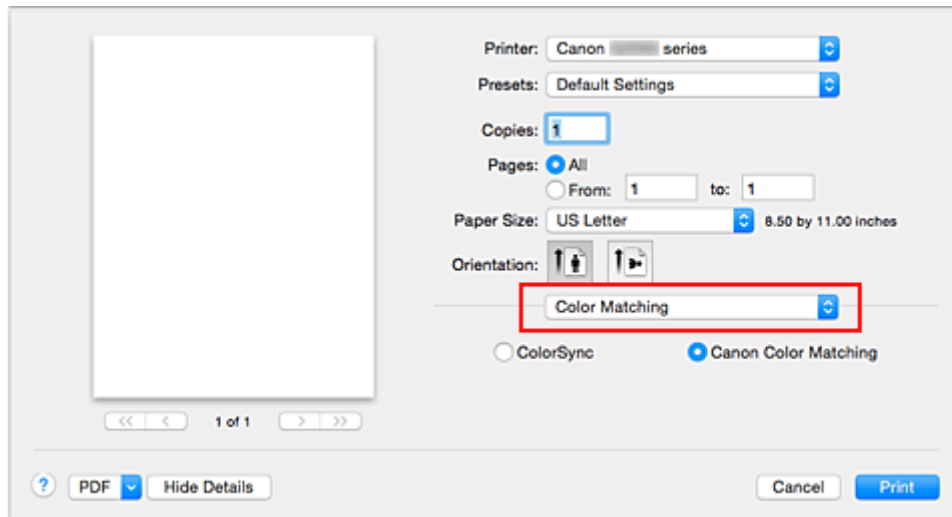 Printer: Canon series
Presets: Default Settings
Copies: 1
Pages: All
From: 1 to: 1
Paper Size: US Letter 8.50 by 11.00 inches
Orientation:
Color Matching
ColorSync Canon Color Matching
<< < 1 of 1 > >>
? PDF Hide Details Cancel Print